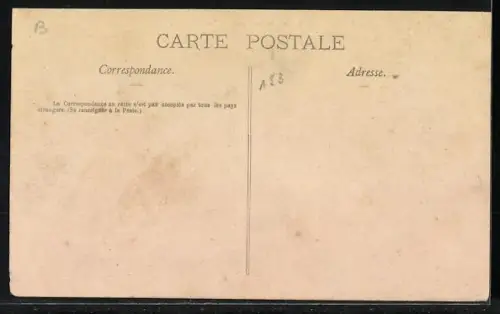 B
CARTE POSTALE
Correspondance.
Adresse.
La Correspondance au recto n'est pas acceptée par tous les pays
étrangers. (Se renseigner à la Poste.)